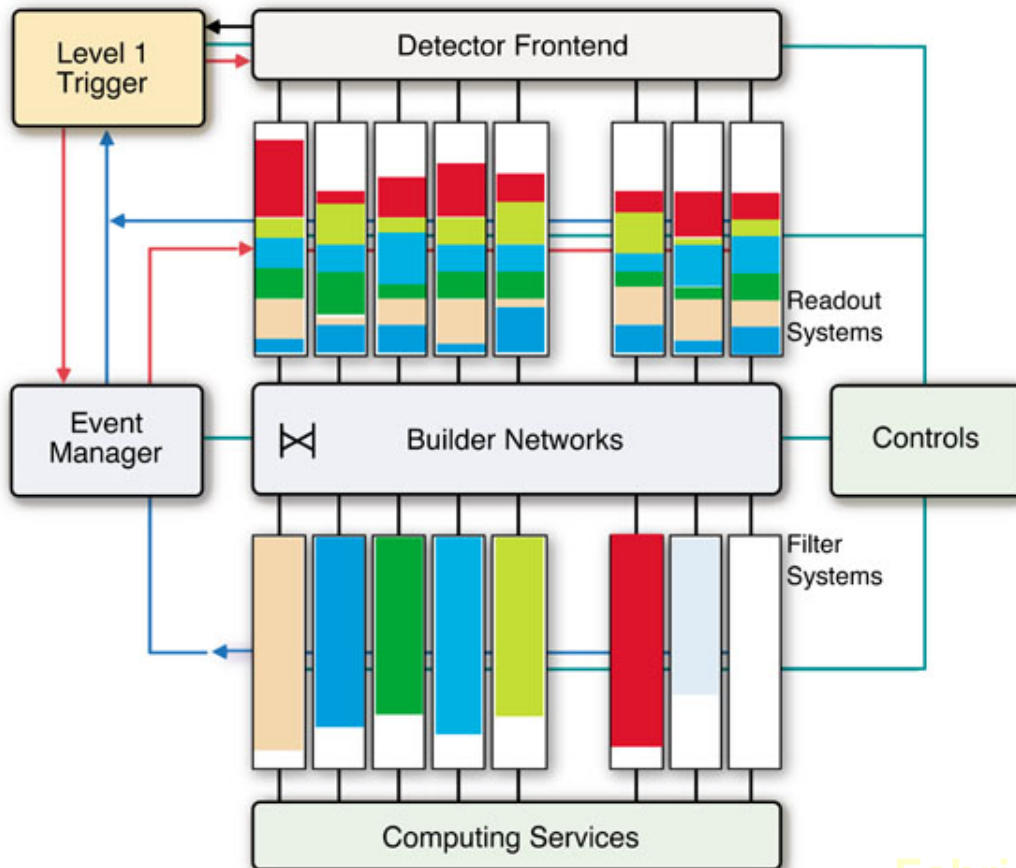 Level 1
Trigger
Detector Frontend
Readout
Systems
Event
Manager
Builder Networks
Controls
Filter
Systems
Computing Services